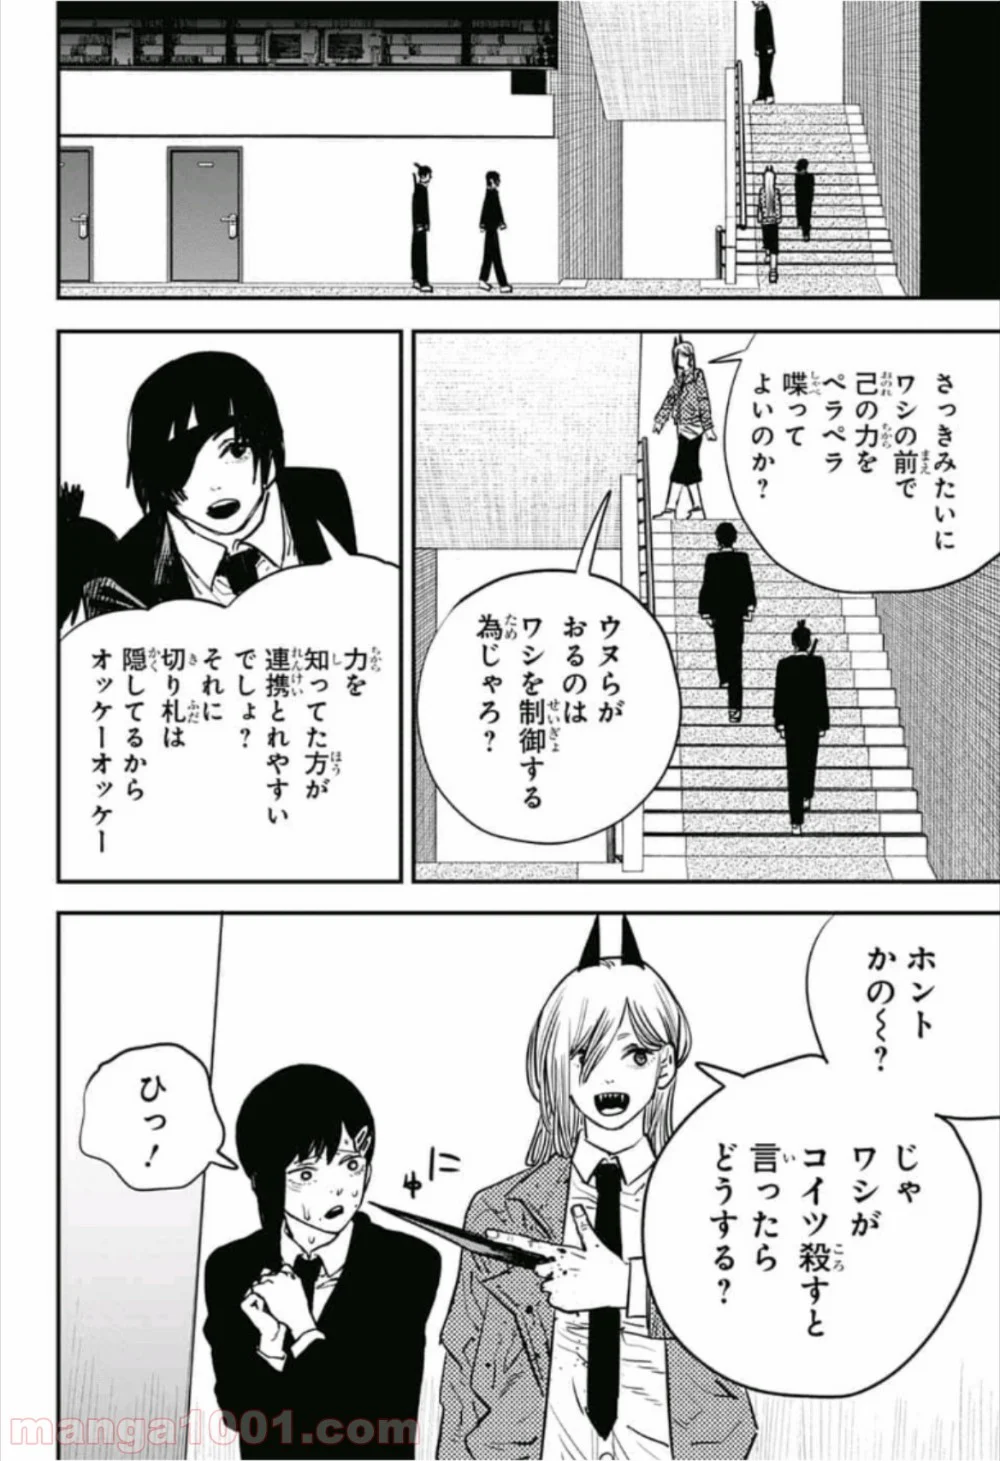 さっきみたいに
ワシの前で
己の力を
ペラペラ
喋って
よいのか？
ウヌらが
おるのは
ワシを制御する
為じゃろ？
力を
知ってた方が
連携とれやすい
でしょ？
それに
切り札は
隠してるから
オッケーオッケー
ホント
かの〜？
じゃ
ワシが
コイツ殺すと
言ったら
どうする？
にゅ
ひっ！
manga1001.com